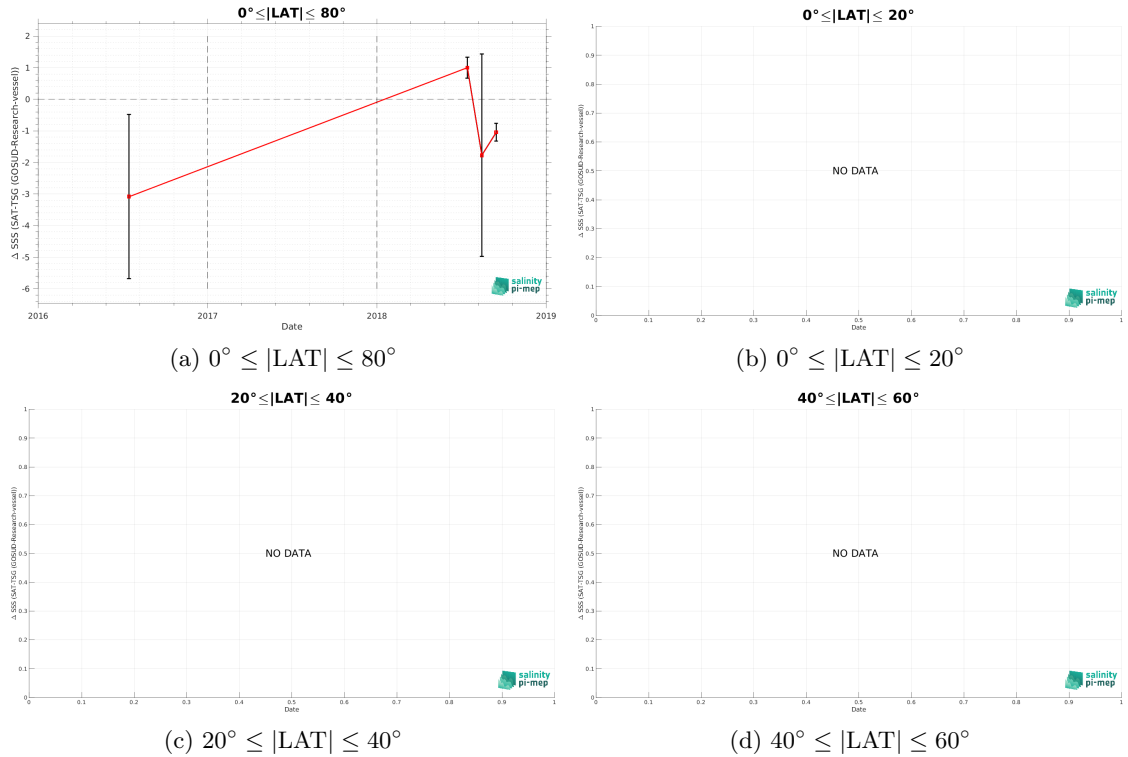 0°≤|LAT|≤ 80°
Δ SSS (SAT-TSG (GOSUD-Research-vessel))
2
1
0
-1
-2
-3
-4
-5
-6
2016
2017
2018
2019
Date
salinity
pi-mep
(a) 0° ≤ |LAT| ≤ 80°
0°≤|LAT|≤ 20°
Δ SSS (SAT-TSG (GOSUD-Research-vessel))
1
0.9
0.8
0.7
0.6
0.5
0.4
0.3
0.2
0.1
0
NO DATA
0
0.1
0.2
0.3
0.4
0.5
0.6
0.7
0.8
0.9
1
Date
salinity
pi-mep
(b) 0° ≤ |LAT| ≤ 20°
20°≤|LAT|≤ 40°
Δ SSS (SAT-TSG (GOSUD-Research-vessel))
1
0.9
0.8
0.7
0.6
0.5
0.4
0.3
0.2
0.1
0
NO DATA
0
0.1
0.2
0.3
0.4
0.5
0.6
0.7
0.8
0.9
1
Date
salinity
pi-mep
(c) 20° ≤ |LAT| ≤ 40°
40°≤|LAT|≤ 60°
Δ SSS (SAT-TSG (GOSUD-Research-vessel))
1
0.9
0.8
0.7
0.6
0.5
0.4
0.3
0.2
0.1
0
NO DATA
0
0.1
0.2
0.3
0.4
0.5
0.6
0.7
0.8
0.9
1
Date
salinity
pi-mep
(d) 40° ≤ |LAT| ≤ 60°